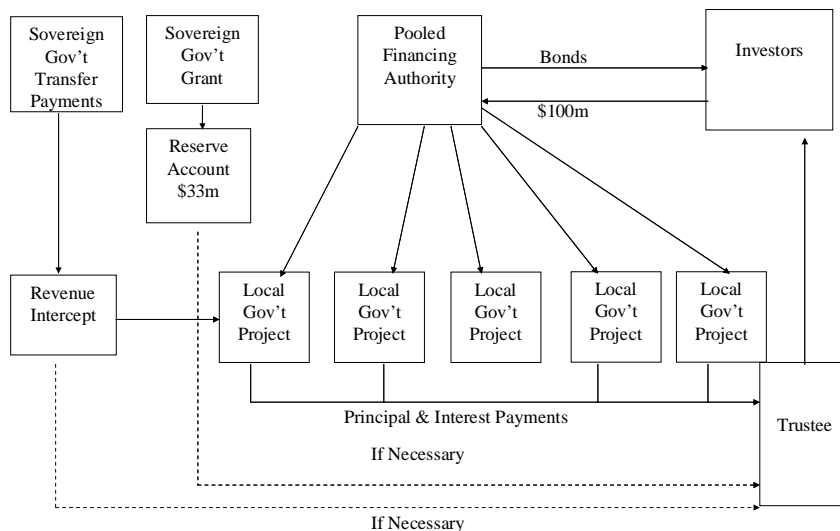 Sovereign
Gov't
Transfer
Payments
Sovereign
Gov't
Grant
Pooled
Financing
Authority
Bonds
$100m
Investors
Reserve
Account
$33m
Revenue
Intercept
Local
Gov't
Project
Local
Gov't
Project
Local
Gov't
Project
Local
Gov't
Project
Local
Gov't
Project
Principal & Interest Payments
Trustee
If Necessary
If Necessary